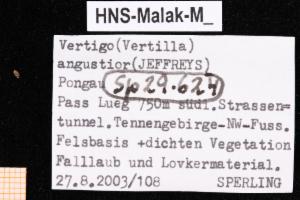 HNS-Malak-M_
Vertigo(Vertilla)
angustior(JEFFREYS)
Pongau Sp29.624
Pass Lueg 750m südl.Strassen=
tunnel.Tennengebirge-NW-Fuss.
Felsbasis +dichten Vegetation
Falllaub und Lovkermaterial.
27.8.2003/108 SPERLING